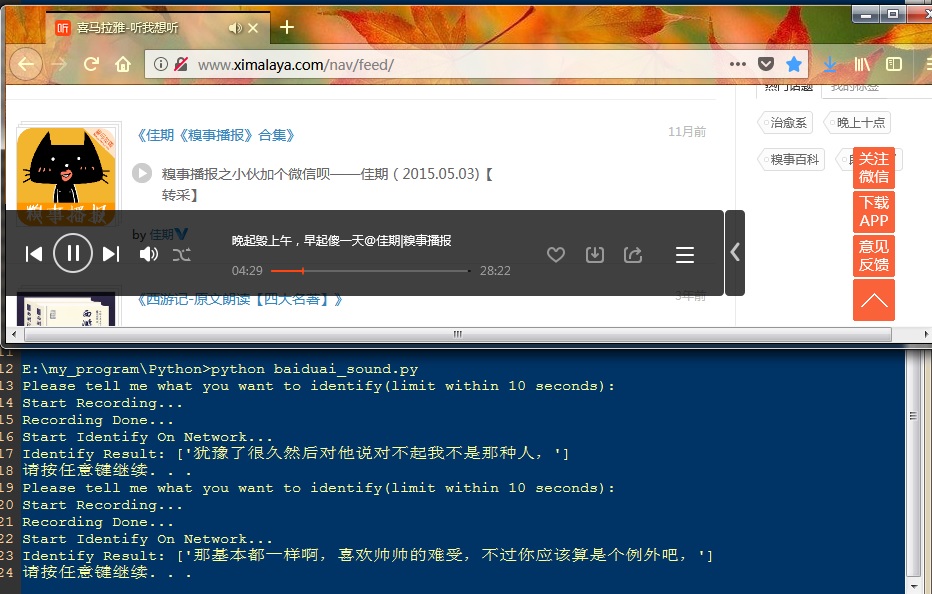 听 喜马拉雅-听我想听
www.ximalaya.com/nav/feed/
热门话题 我的标签
《佳期《糗事播报》合集》 11月前
治愈系 晚上十点
糗事播报之小伙加个微信呗——佳期（2015.05.03)【
转采】
糗事百科
糗事播报
关注
微信
下载
APP
意见
反馈
by 佳期
晚起毁上午，早起傻一天@佳期|糗事播报
04:29 28:22
《西游记-原文朗读【四大名著】》 3年前
11
12 E:\my_program\Python>python baiduai_sound.py
13 Please tell me what you want to identify(limit within 10 seconds):
14 Start Recording...
15 Recording Done...
16 Start Identify On Network...
17 Identify Result: ['犹豫了很久然后对他说对不起我不是那种人，']
18 请按任意键继续. . .
19 Please tell me what you want to identify(limit within 10 seconds):
20 Start Recording...
21 Recording Done...
22 Start Identify On Network...
23 Identify Result: ['那基本都一样啊，喜欢帅帅的难受，不过你应该算是个例外吧，']
24 请按任意键继续. . .